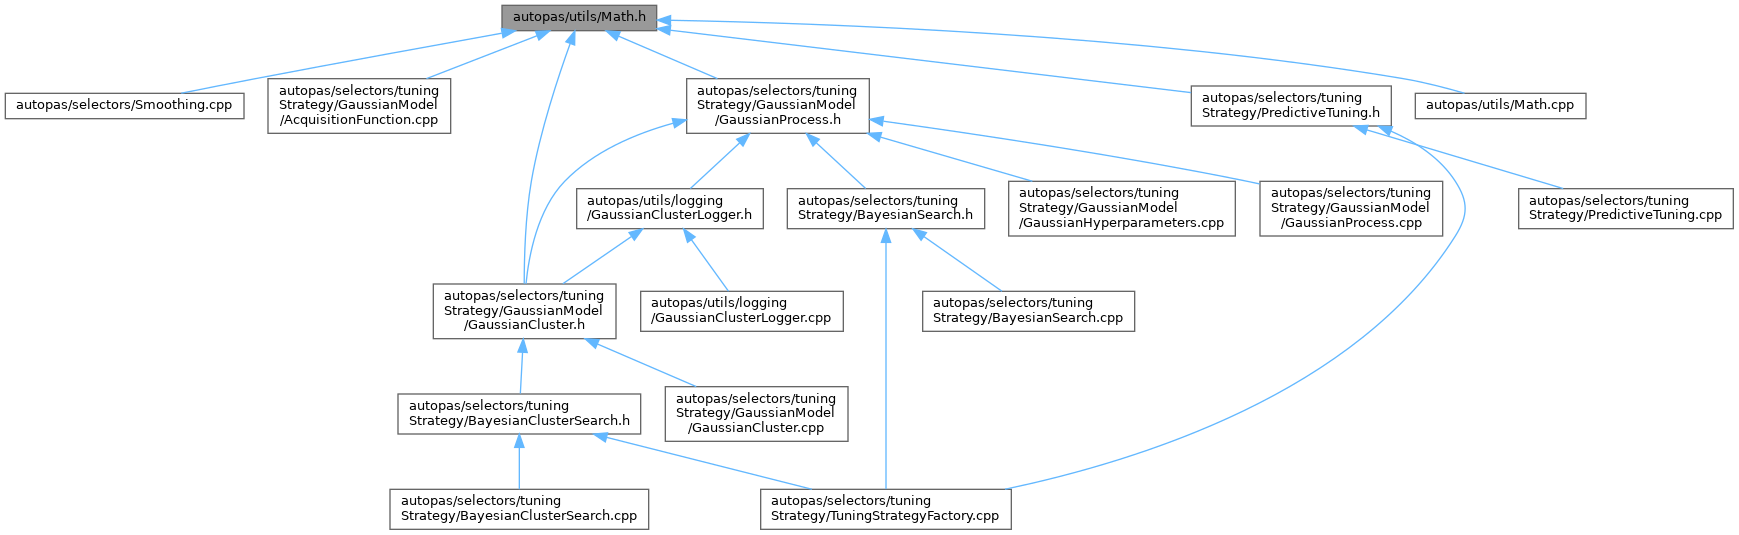 autopas/utils/Math.h
autopas/selectors/Smoothing.cpp
autopas/selectors/tuning
Strategy/GaussianModel
/AcquisitionFunction.cpp
autopas/selectors/tuning
Strategy/GaussianModel
/GaussianProcess.h
autopas/selectors/tuning
Strategy/PredictiveTuning.h
autopas/utils/Math.cpp
autopas/utils/logging
/GaussianClusterLogger.h
autopas/selectors/tuning
Strategy/BayesianSearch.h
autopas/selectors/tuning
Strategy/GaussianModel
/GaussianHyperparameters.cpp
autopas/selectors/tuning
Strategy/GaussianModel
/GaussianProcess.cpp
autopas/selectors/tuning
Strategy/PredictiveTuning.cpp
autopas/selectors/tuning
Strategy/GaussianModel
/GaussianCluster.h
autopas/utils/logging
/GaussianClusterLogger.cpp
autopas/selectors/tuning
Strategy/BayesianSearch.cpp
autopas/selectors/tuning
Strategy/BayesianClusterSearch.h
autopas/selectors/tuning
Strategy/GaussianModel
/GaussianCluster.cpp
autopas/selectors/tuning
Strategy/BayesianClusterSearch.cpp
autopas/selectors/tuning
Strategy/TuningStrategyFactory.cpp